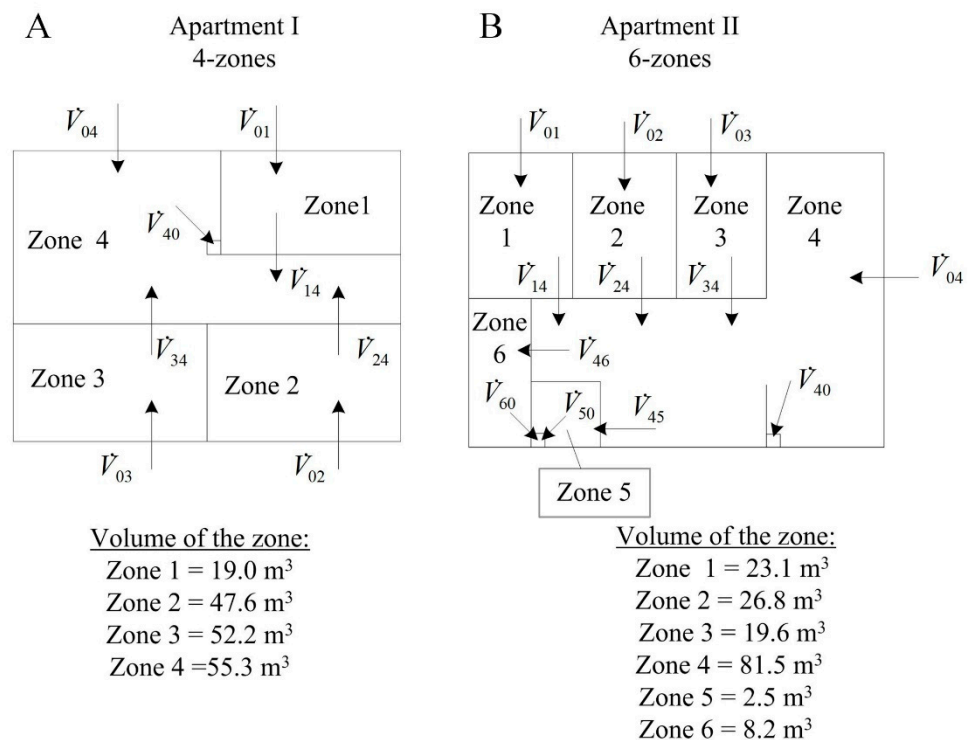 A
Apartment I
4-zones
V̇04
V̇01
Zone1
Zone 4
V̇40
V̇14
V̇34
V̇24
Zone 3
Zone 2
V̇03
V̇02
Volume of the zone:
Zone 1 = 19.0 m³
Zone 2 = 47.6 m³
Zone 3 = 52.2 m³
Zone 4 =55.3 m³
B
Apartment II
6-zones
V̇01
V̇02
V̇03
Zone
1
Zone
2
Zone
3
Zone
4
V̇04
V̇14
V̇24
V̇34
Zone
6
V̇46
V̇60
V̇50
V̇45
V̇40
Zone 5
Volume of the zone:
Zone 1 = 23.1 m³
Zone 2 = 26.8 m³
Zone 3 = 19.6 m³
Zone 4 = 81.5 m³
Zone 5 = 2.5 m³
Zone 6 = 8.2 m³